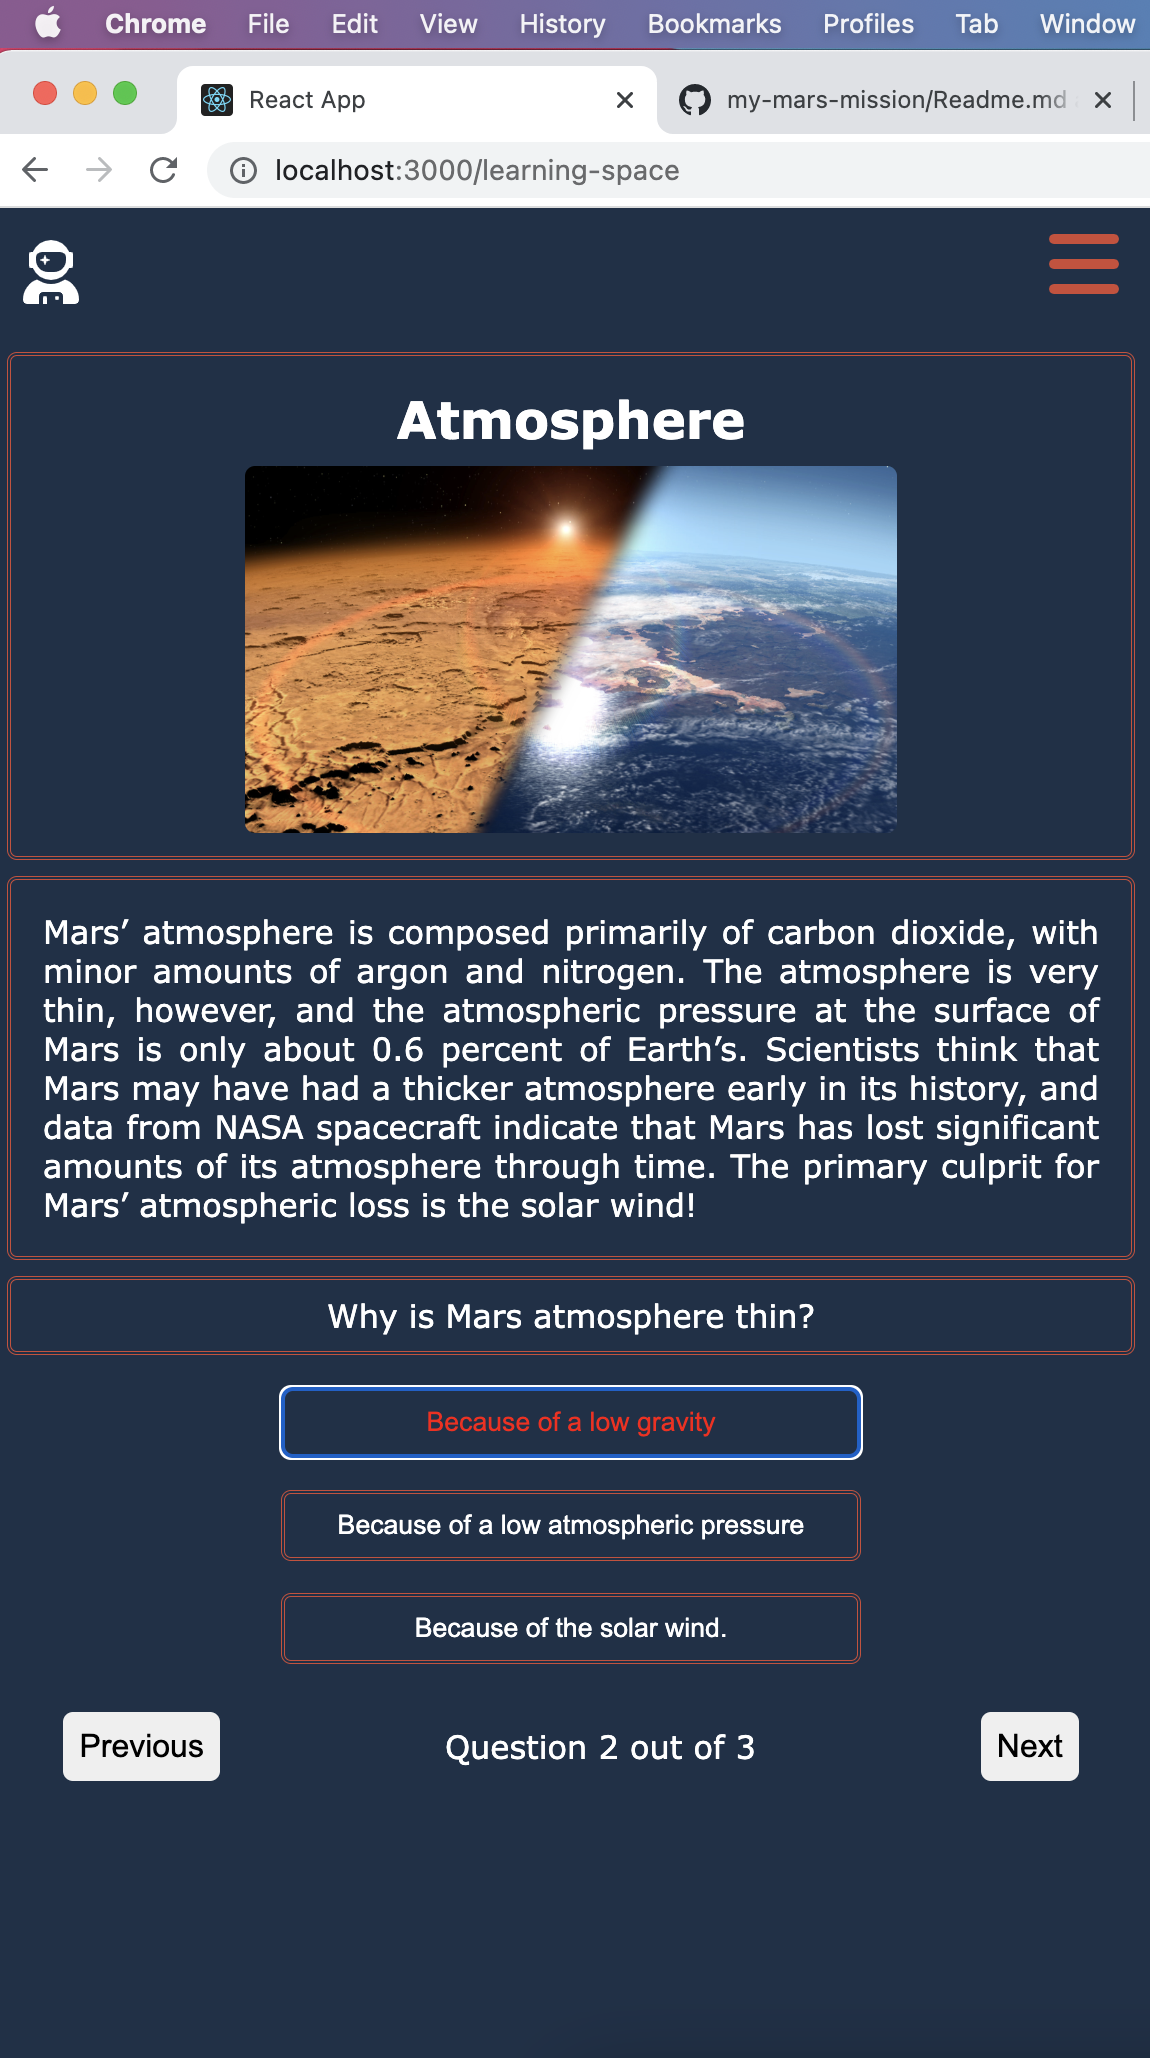 Chrome File Edit View History Bookmarks Profiles Tab Window
React App
my-mars-mission/Readme.md
localhost:3000/learning-space
Atmosphere
Mars’ atmosphere is composed primarily of carbon dioxide, with
minor amounts of argon and nitrogen. The atmosphere is very
thin, however, and the atmospheric pressure at the surface of
Mars is only about 0.6 percent of Earth’s. Scientists think that
Mars may have had a thicker atmosphere early in its history, and
data from NASA spacecraft indicate that Mars has lost significant
amounts of its atmosphere through time. The primary culprit for
Mars’ atmospheric loss is the solar wind!
Why is Mars atmosphere thin?
Because of a low gravity
Because of a low atmospheric pressure
Because of the solar wind.
Previous
Question 2 out of 3
Next